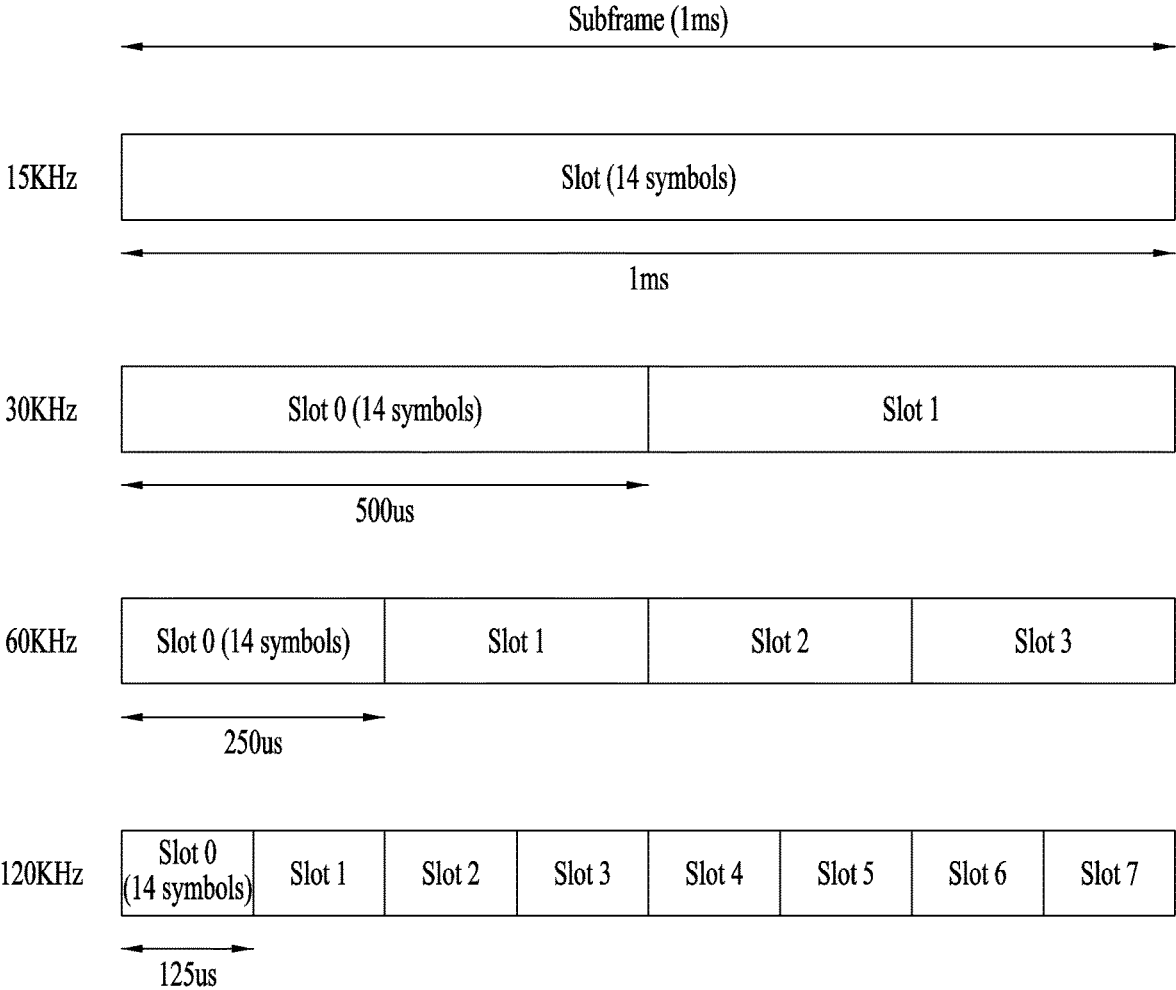 Subframe (1ms)
15KHz
Slot (14 symbols)
1ms
30KHz
Slot 0 (14 symbols)
Slot 1
500us
60KHz
Slot 0 (14 symbols)
Slot 1
Slot 2
Slot 3
250us
120KHz
Slot 0
(14 symbols)
Slot 1
Slot 2
Slot 3
Slot 4
Slot 5
Slot 6
Slot 7
125us